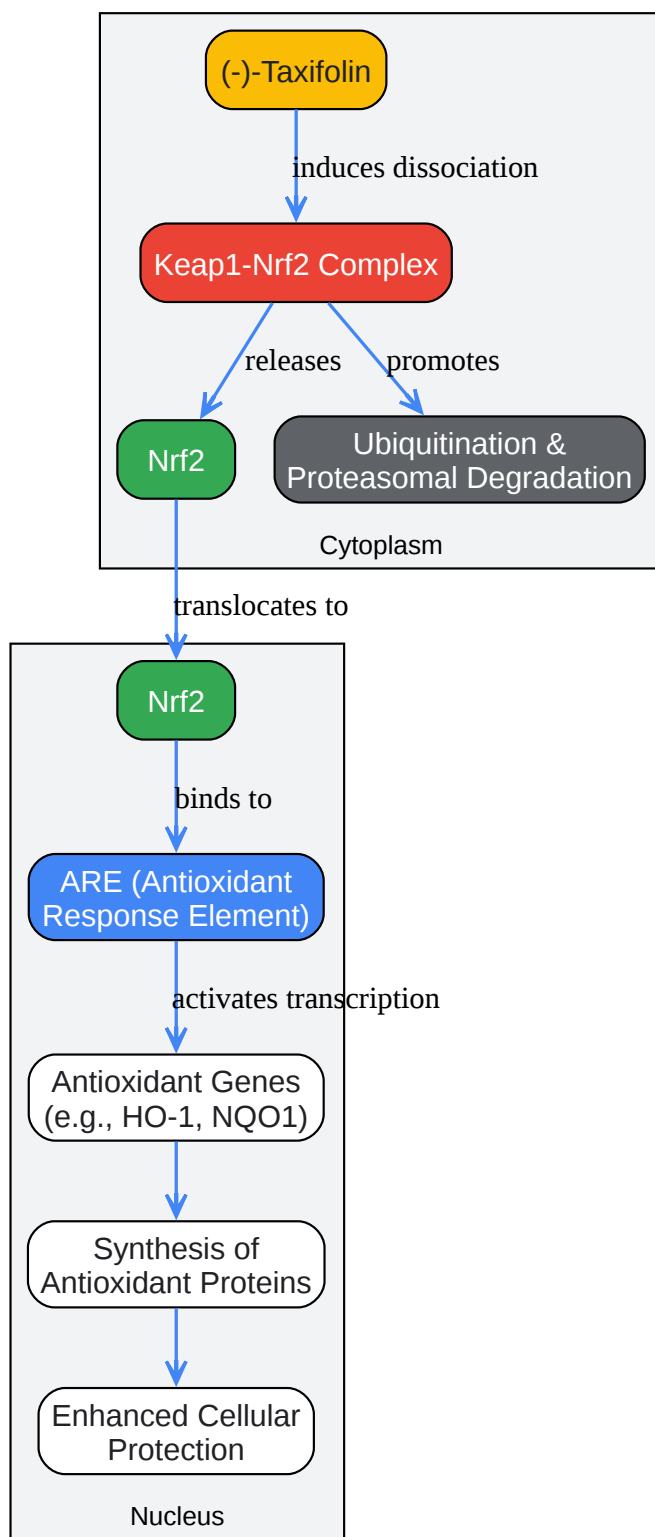 (-)-Taxifolin
induces dissociation
Keap1-Nrf2 Complex
releases
promotes
Nrf2
Ubiquitination &
Proteasomal Degradation
Cytoplasm
translocates to
Nrf2
binds to
ARE (Antioxidant
Response Element)
activates transcription
Antioxidant Genes
(e.g., HO-1, NQO1)
Synthesis of
Antioxidant Proteins
Enhanced Cellular
Protection
Nucleus